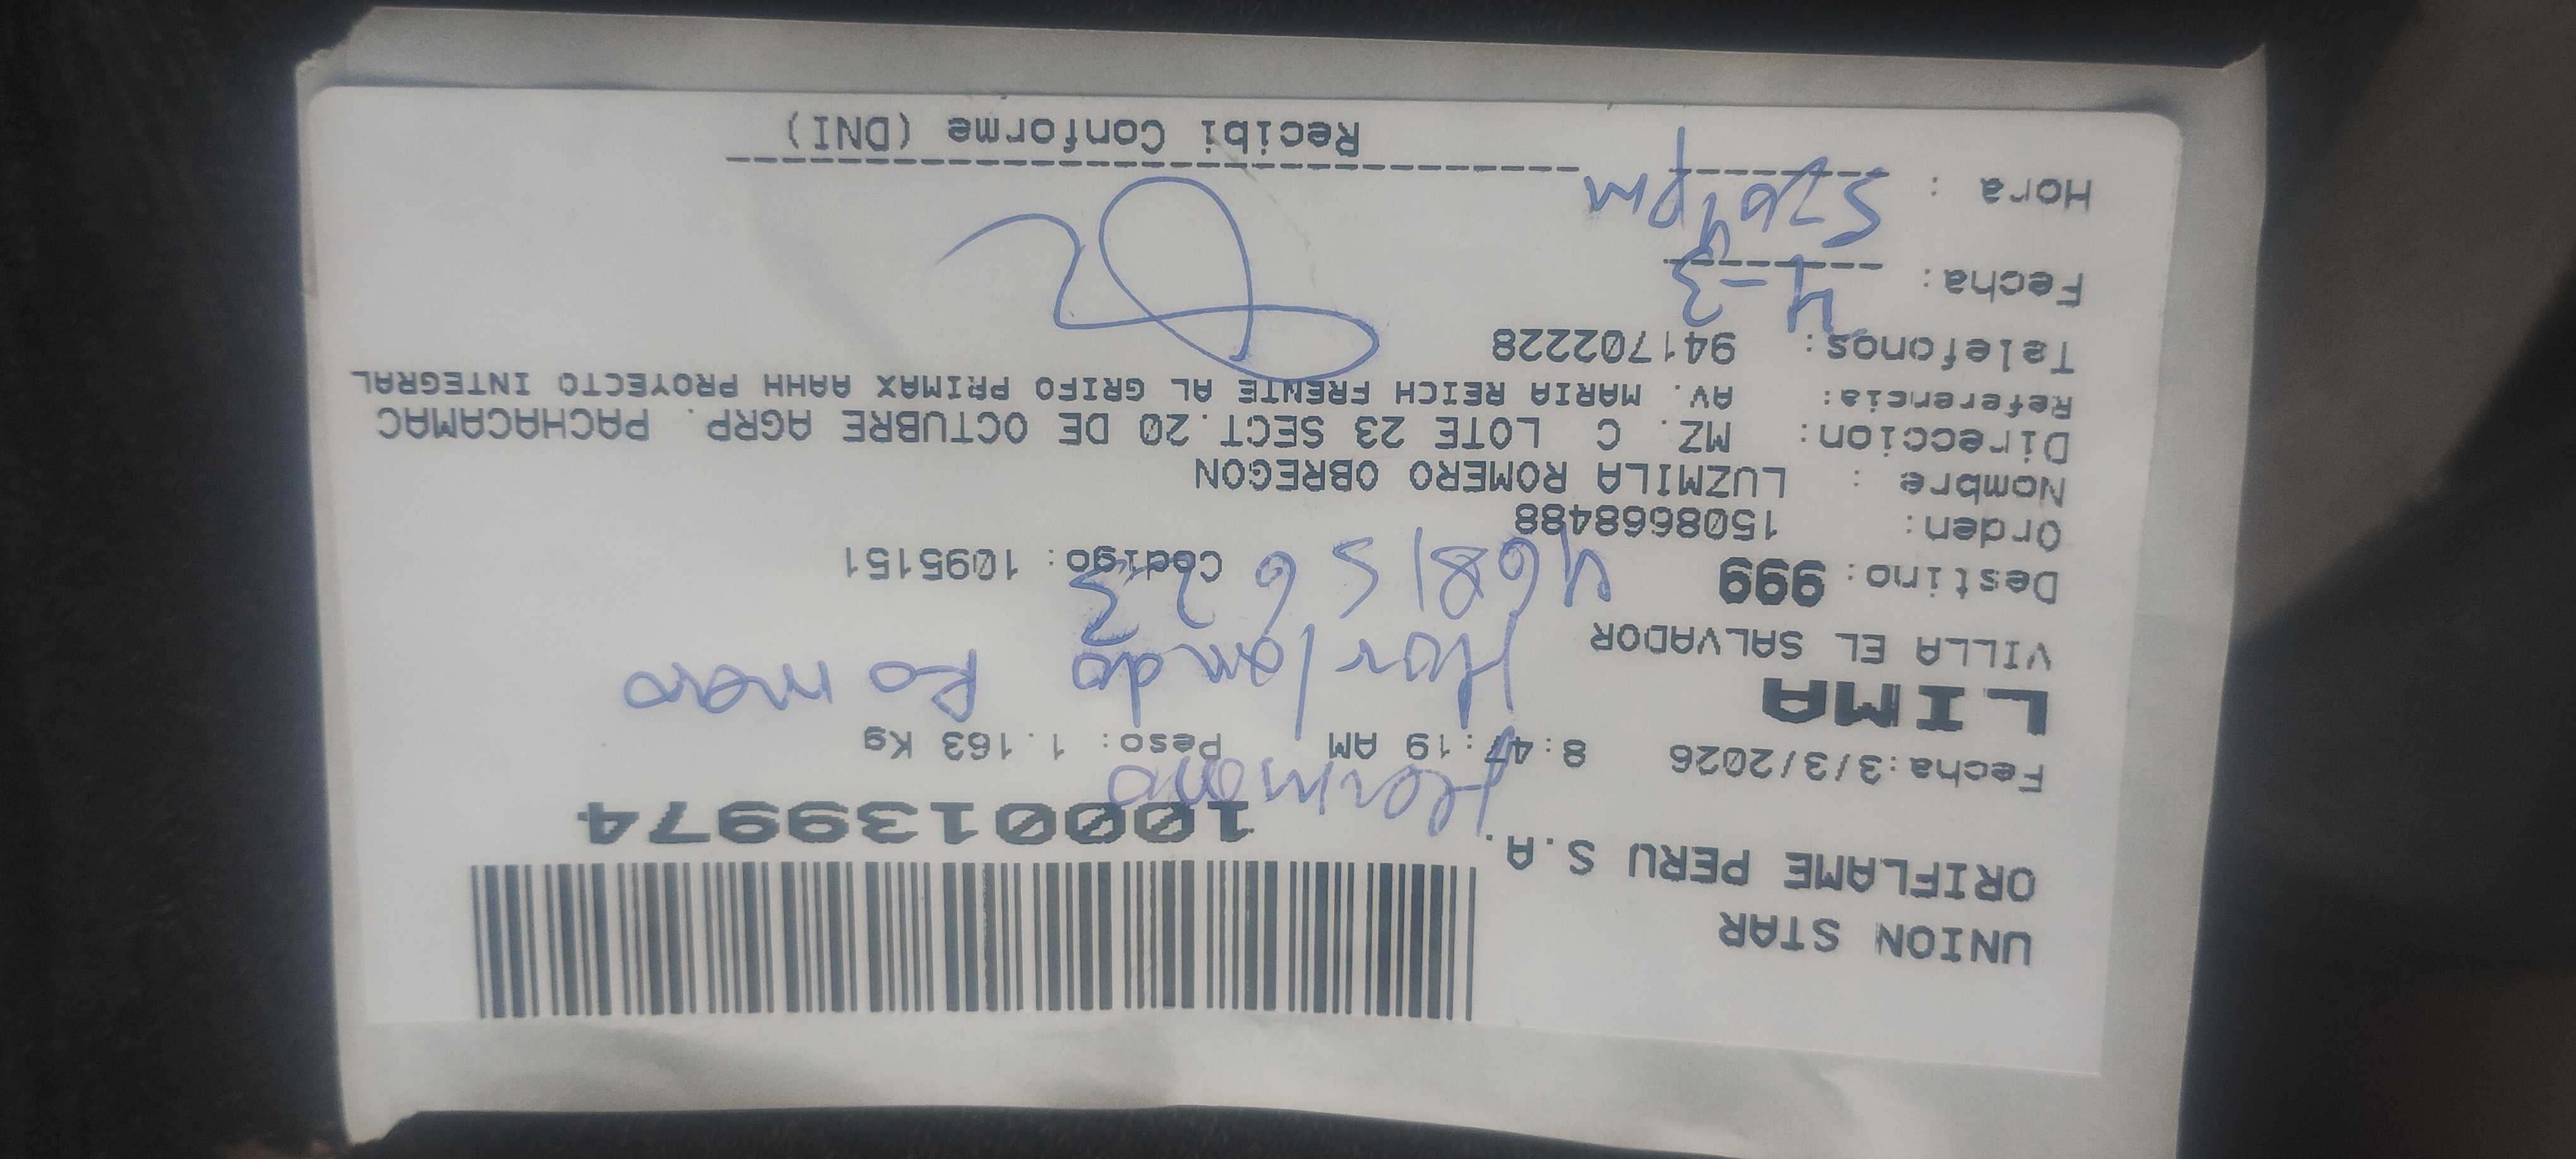 UNION STAR
ORIFLAME PERU S.A.
1000139974
Hermano
Fecha:3/3/2026 8:47:19 AM Peso: 1.163 Kg
LIMA
Romero
VILLA EL SALVADOR
46815623
Destino: 999 Codigo: 1095151
Orden: 1508668488
Nombre : LUZMILA ROMERO OBREGON
Direccion: MZ. C LOTE 23 SECT.20 DE OCTUBRE AGRP. PACHACAMAC
Referencia: AV. MARIA REICH FRENTE AL GRIFO PRIMAX AAHH PROYECTO INTEGRAL
Telefonos: 941702228
Fecha: 4-3
Hora :
Recibi Conforme (DNI)